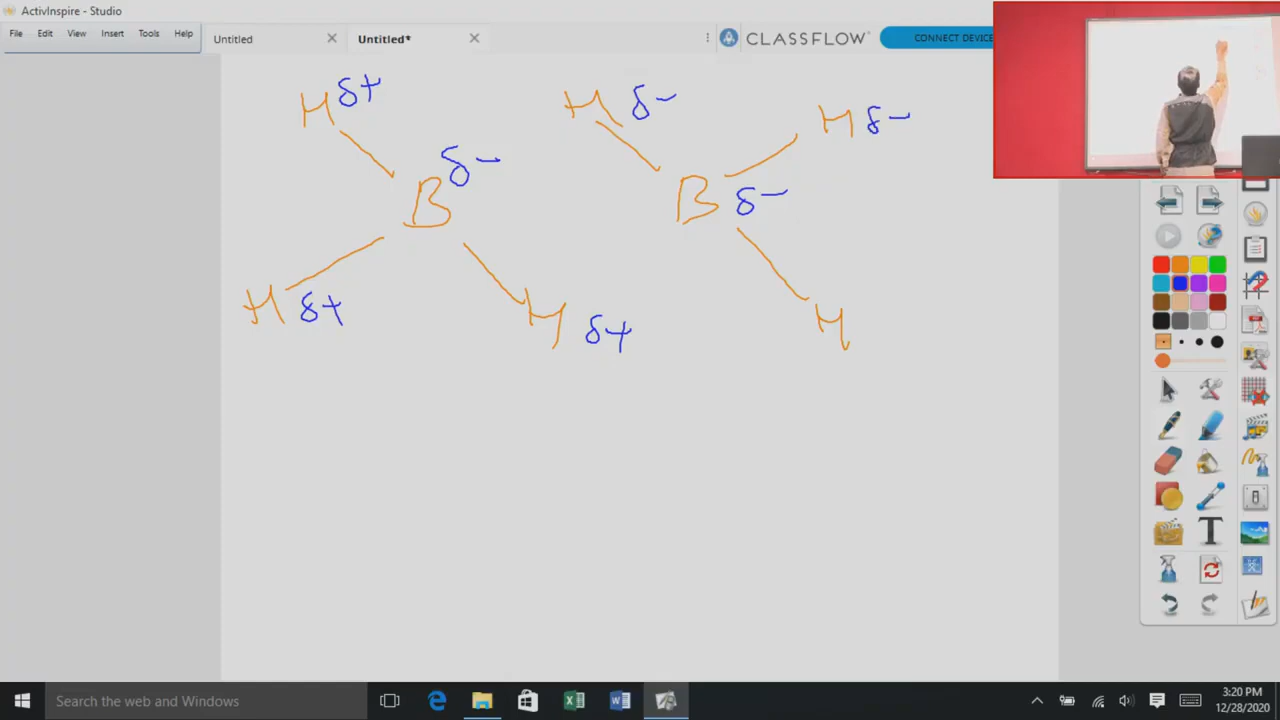 ActivInspire - Studio
File Edit View Insert Tools Help
Untitled
Untitled*
CLASSFLOW
CONNECT DEVICE
H δ+
H δ-
H δ-
B δ-
B δ-
H δ+
H δ+
H
Search the web and Windows
3:20 PM
12/28/2020